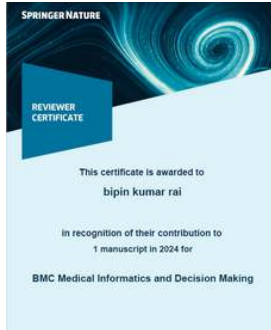 SPRINGER NATURE
REVIEWER
CERTIFICATE
This certificate is awarded to
bipin kumar rai
in recognition of their contribution to
1 manuscript in 2024 for
BMC Medical Informatics and Decision Making